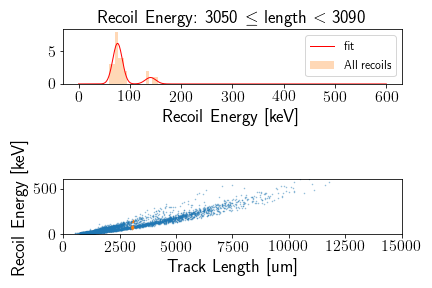 Recoil Energy: 3050 ≤ length < 3090
5
0
fit
All recoils
0 100 200 300 400 500 600
Recoil Energy [keV]
Recoil Energy [keV]
500
0
0 2500 5000 7500 10000 12500 15000
Track Length [um]